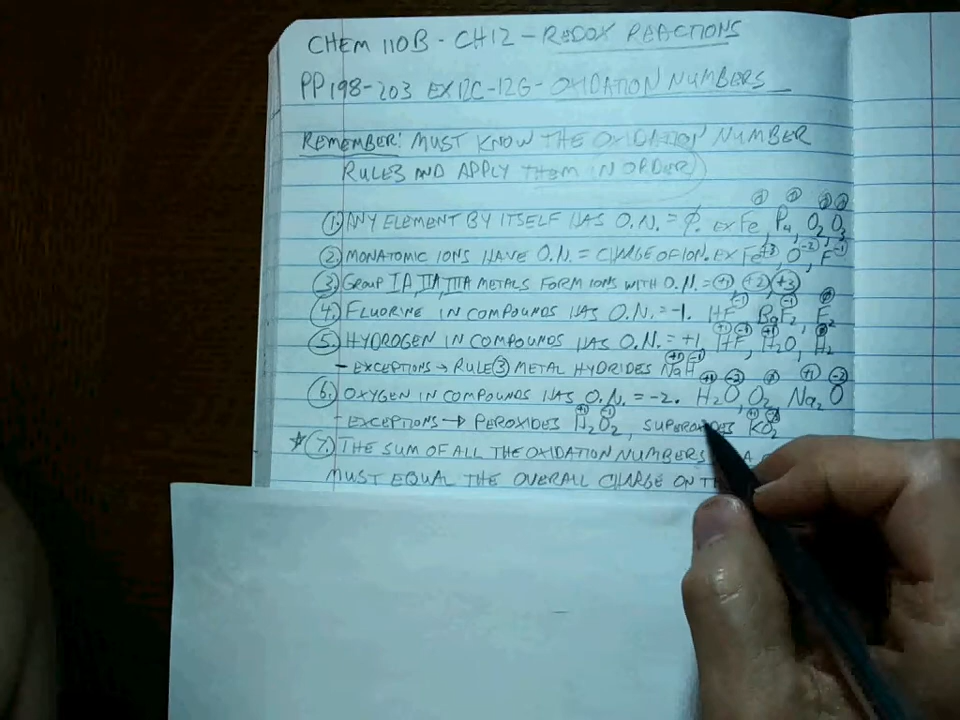 CHEM 110B - CH12 - REDOX REACTIONS
PP198-203 EX12C-12G - OXIDATION NUMBERS
REMEMBER: MUST KNOW THE OXIDATION NUMBER
RULES AND APPLY THEM IN ORDER
1. ANY ELEMENT BY ITSELF HAS O.N. = ∅. EX Fe, P4, O2, O3
2. MONATOMIC IONS HAVE O.N. = CHARGE OF ION. EX Fe+3, O-2, F-1
3. GROUP IA, IIA, IIIA METALS FORM IONS WITH O.N. = +1, +2, +3
4. FLUORINE IN COMPOUNDS HAS O.N. = -1. HF, BaF2, F2
5. HYDROGEN IN COMPOUNDS HAS O.N. = +1, HF, H2O, H2
- EXCEPTIONS → RULE 3 METAL HYDRIDES NaH
6. OXYGEN IN COMPOUNDS HAS O.N. = -2. H2O, O2, Na2O
- EXCEPTIONS → PEROXIDES H2O2, SUPEROXIDES KO2
7. THE SUM OF ALL THE OXIDATION NUMBERS
MUST EQUAL THE OVERALL CHARGE ON